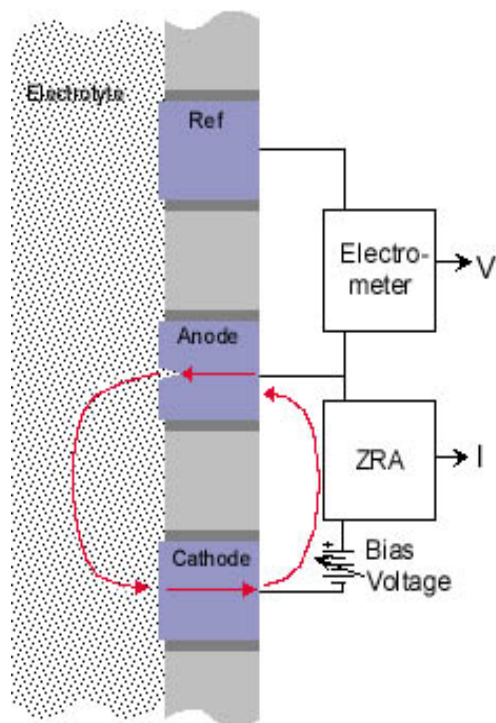 Electrolyte
Ref
Electro-
meter
V
Anode
ZRA
I
Cathode
+
Bias
Voltage